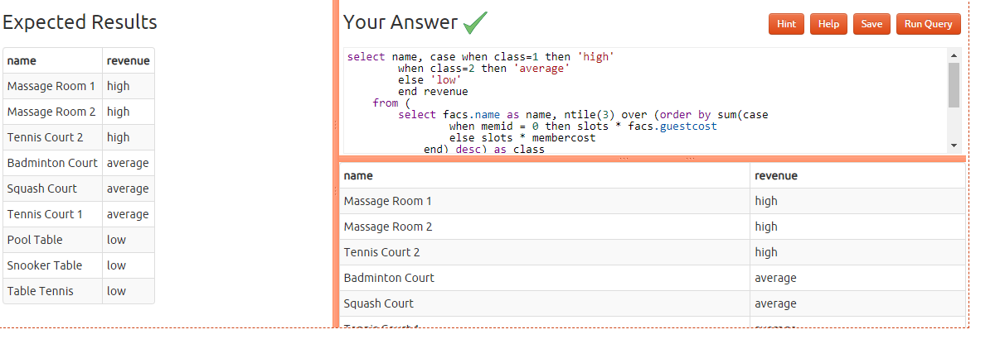 Expected Results
name revenue
Massage Room 1 high
Massage Room 2 high
Tennis Court 2 high
Badminton Court average
Squash Court average
Tennis Court 1 average
Pool Table low
Snooker Table low
Table Tennis low
Your Answer
Hint Help Save Run Query
select name, case when class=1 then 'high'
when class=2 then 'average'
else 'low'
end revenue
from (
select facs.name as name, ntile(3) over (order by sum(case
when memid = 0 then slots * facs.guestcost
else slots * membercost
end) desc) as class
name revenue
Massage Room 1 high
Massage Room 2 high
Tennis Court 2 high
Badminton Court average
Squash Court average